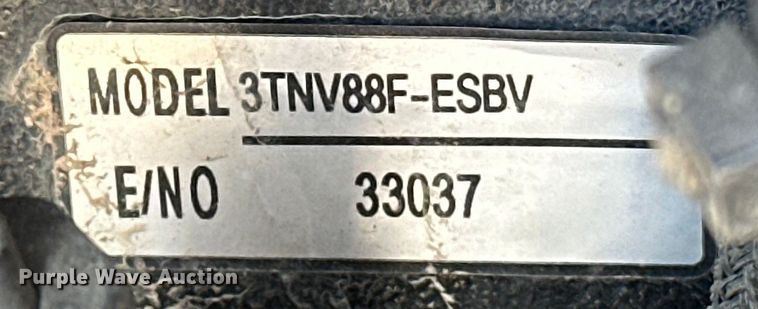 MODEL 3TNV88F-ESBV
E/NO 33037
Purple Wave Auction